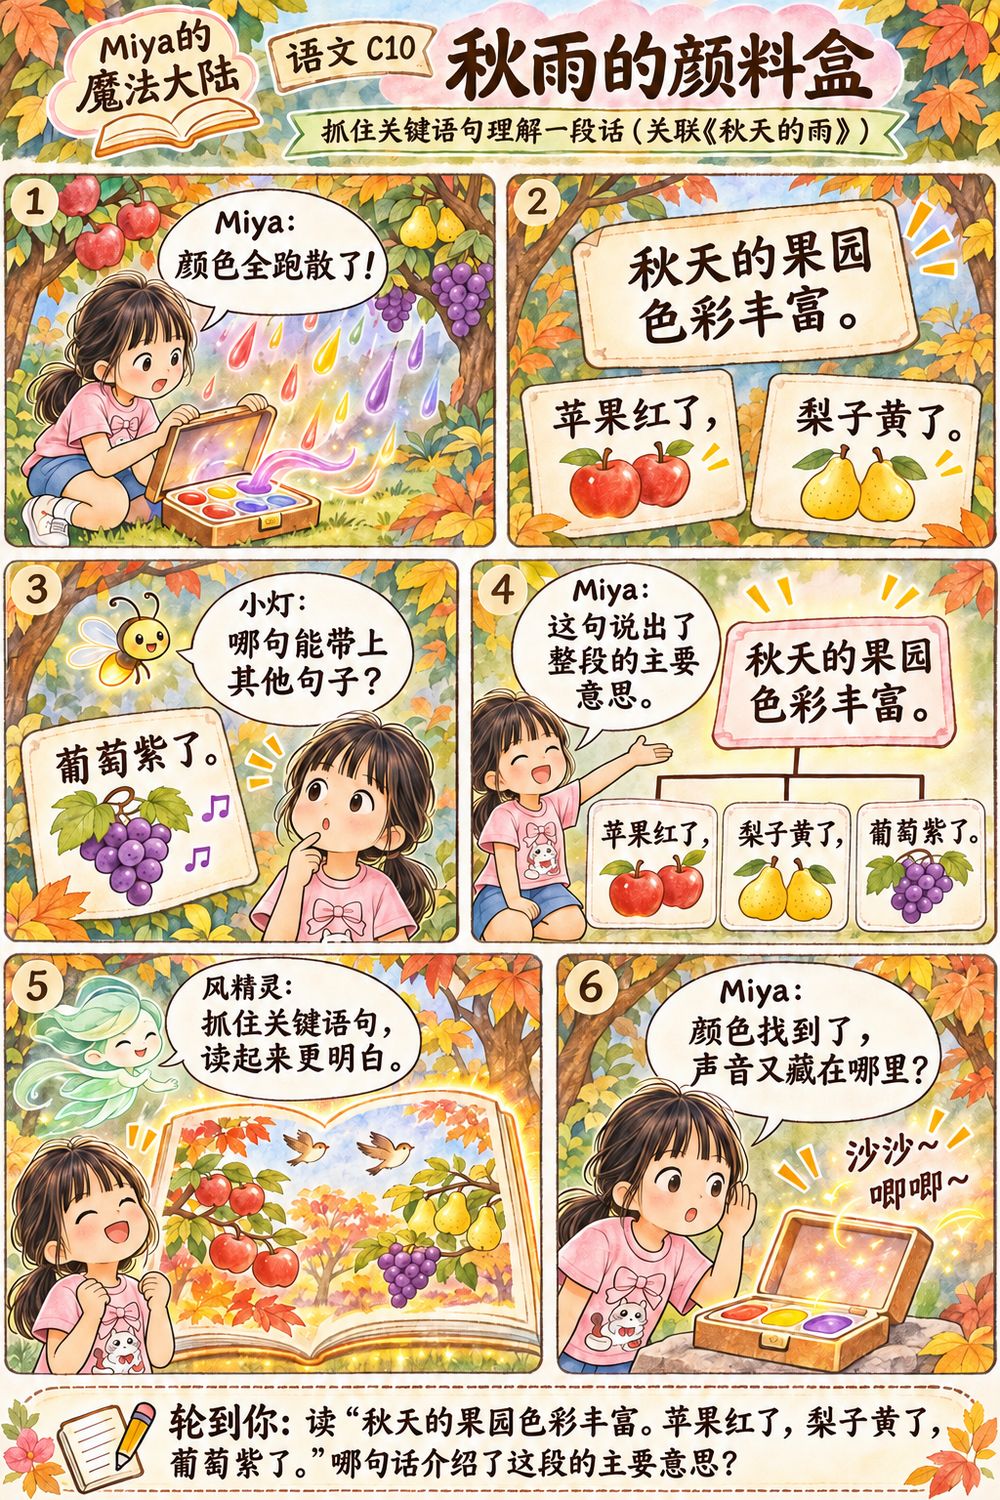 Miya的
魔法大陆
语文 C10
秋雨的颜料盒
抓住关键语句理解一段话（关联《秋天的雨》）
1
Miya：
颜色全跑散了！
2
秋天的果园
色彩丰富。
苹果红了，
梨子黄了。
3
小灯：
哪句能带上
其他句子？
葡萄紫了。
4
Miya：
这句说出了
整段的主要
意思。
秋天的果园
色彩丰富。
苹果红了，
梨子黄了，
葡萄紫了。
5
风精灵：
抓住关键语句，
读起来更明白。
6
Miya：
颜色找到了，
声音又藏在哪里？
沙沙~
唧唧~
轮到你：读“秋天的果园色彩丰富。苹果红了，梨子黄了，
葡萄紫了。”哪句话介绍了这段的主要意思？